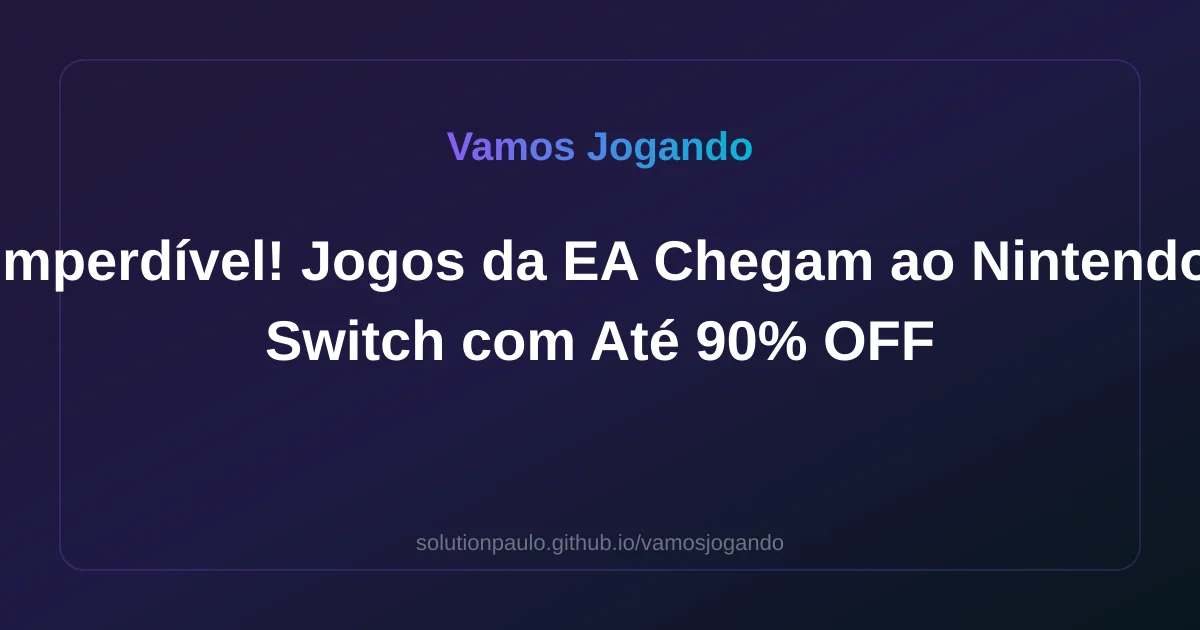 Vamos Jogando
mperdível! Jogos da EA Chegam ao Nintendo
Switch com Até 90% OFF
solutionpaulo.github.io/vamosjogando